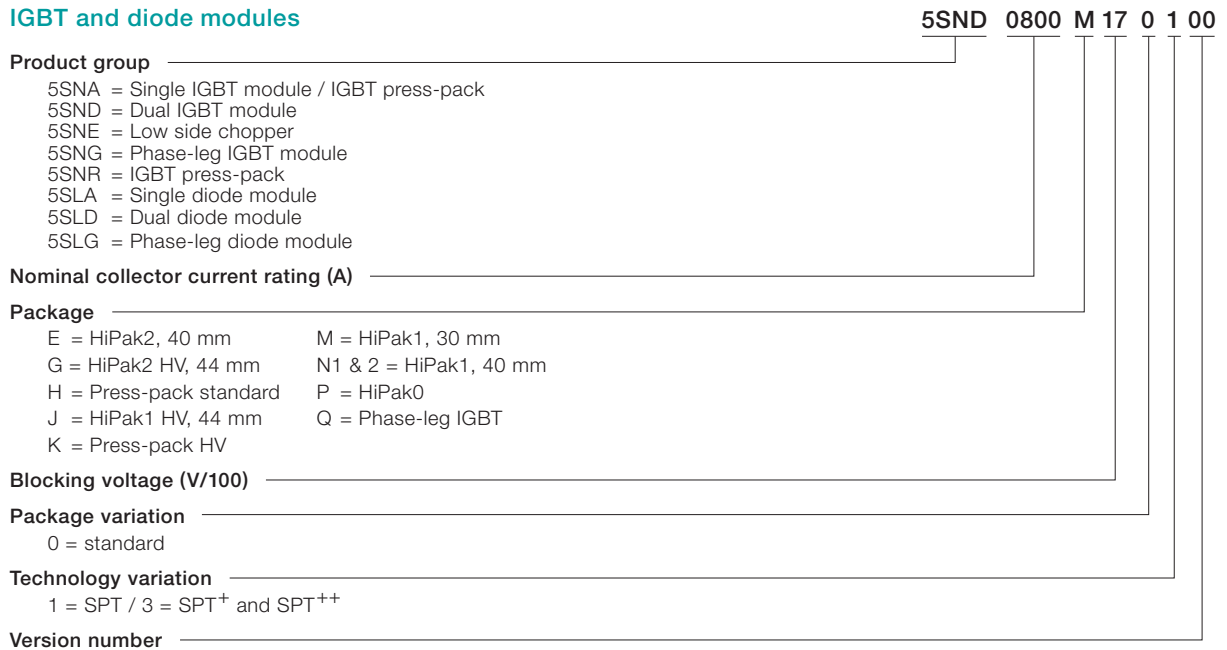 IGBT and diode modules 5SND 0800 M 17 0 1 00
Product group
5SNA = Single IGBT module / IGBT press-pack
5SND = Dual IGBT module
5SNE = Low side chopper
5SNG = Phase-leg IGBT module
5SNR = IGBT press-pack
5SLA = Single diode module
5SLD = Dual diode module
5SLG = Phase-leg diode module
Nominal collector current rating (A)
Package
E = HiPak2, 40 mm M = HiPak1, 30 mm
G = HiPak2 HV, 44 mm N1 & 2 = HiPak1, 40 mm
H = Press-pack standard P = HiPak0
J = HiPak1 HV, 44 mm Q = Phase-leg IGBT
K = Press-pack HV
Blocking voltage (V/100)
Package variation
0 = standard
Technology variation
1 = SPT / 3 = SPT+ and SPT++
Version number